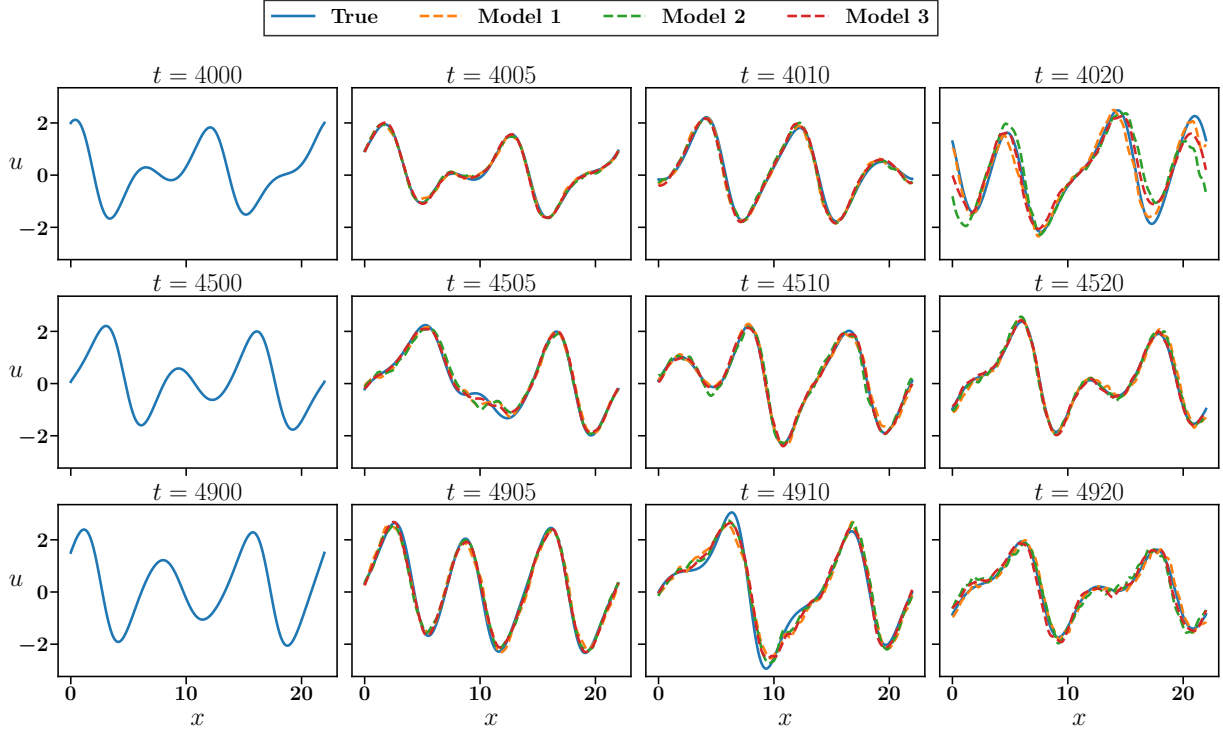 True Model 1 Model 2 Model 3
t = 4000 t = 4005 t = 4010 t = 4020
2
u
0
−2
t = 4500 t = 4505 t = 4510 t = 4520
2
u
0
−2
t = 4900 t = 4905 t = 4910 t = 4920
2
u
0
−2
0 10 20 0 10 20 0 10 20 0 10 20
x x x x